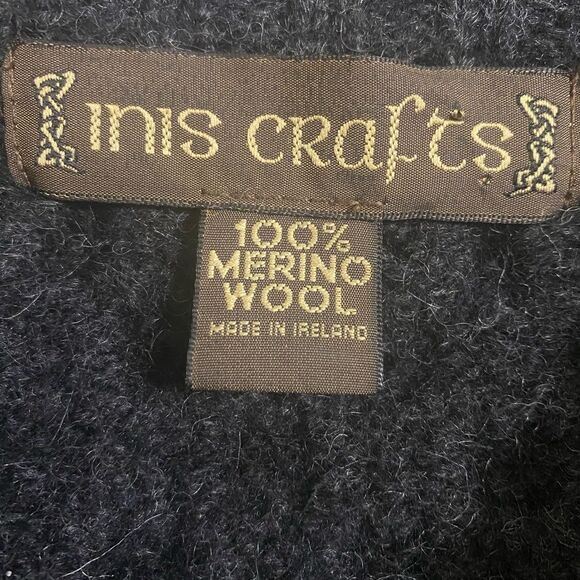 INIS CRAFTS
100%
MERINO
WOOL
MADE IN IRELAND